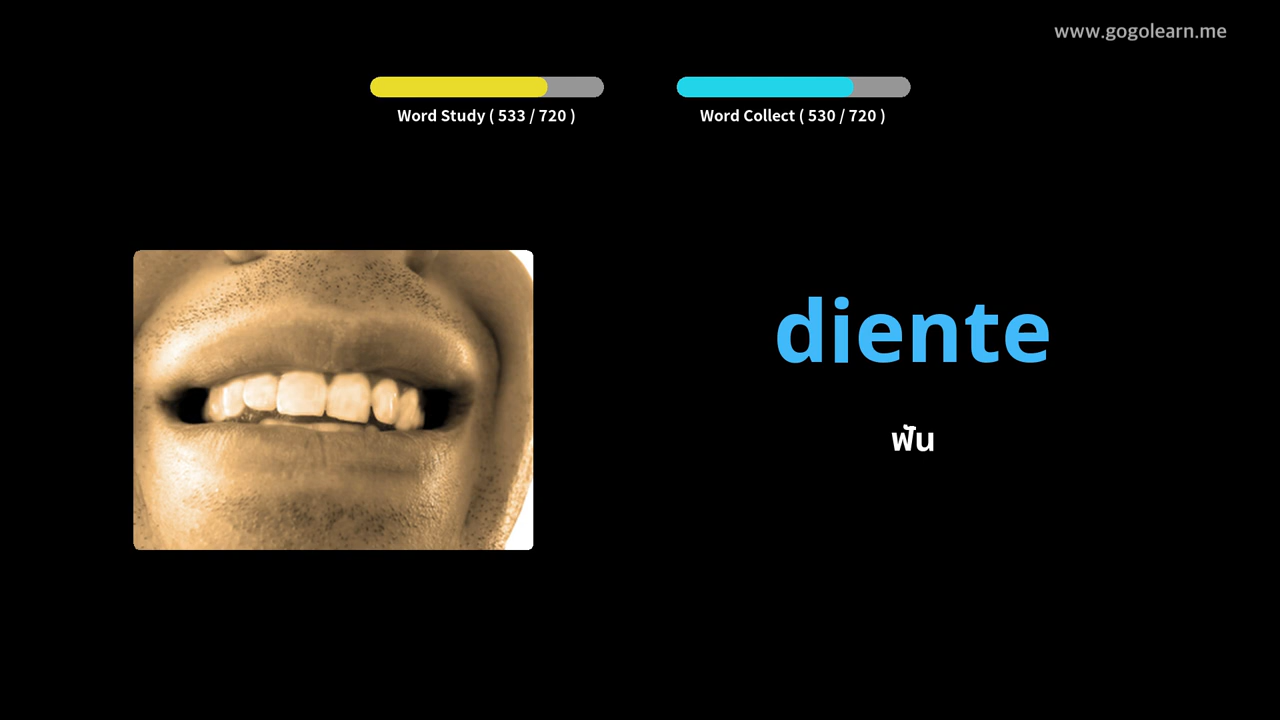 www.gogolearn.me
Word Study ( 533 / 720 )
Word Collect ( 530 / 720 )
diente
ฟัน